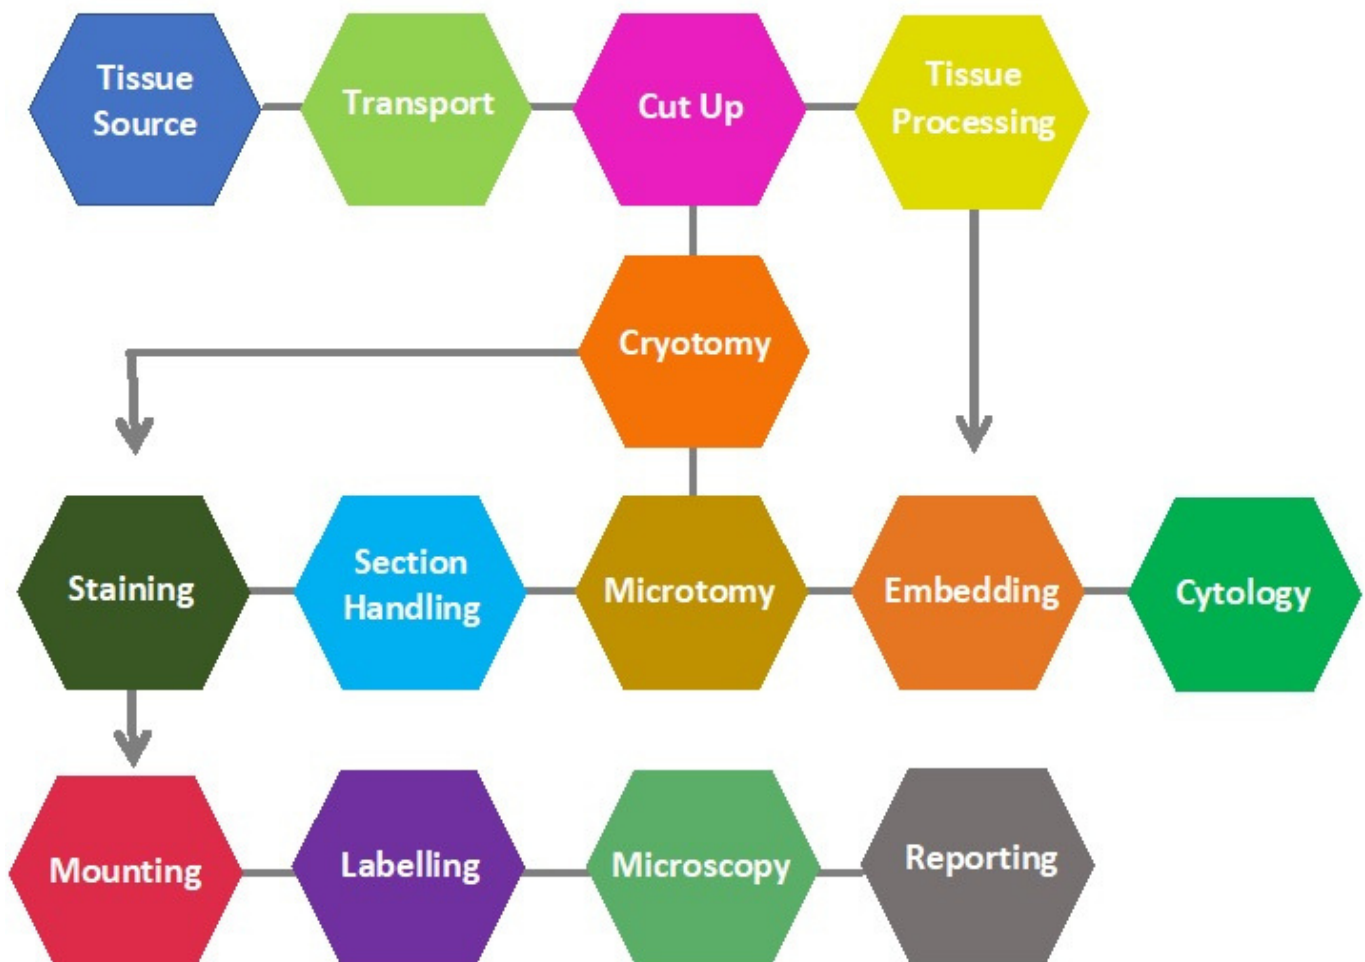 Tissue
Source
Transport
Cut Up
Tissue
Processing
Cryotomy
Staining
Section
Handling
Microtomy
Embedding
Cytology
Mounting
Labelling
Microscopy
Reporting